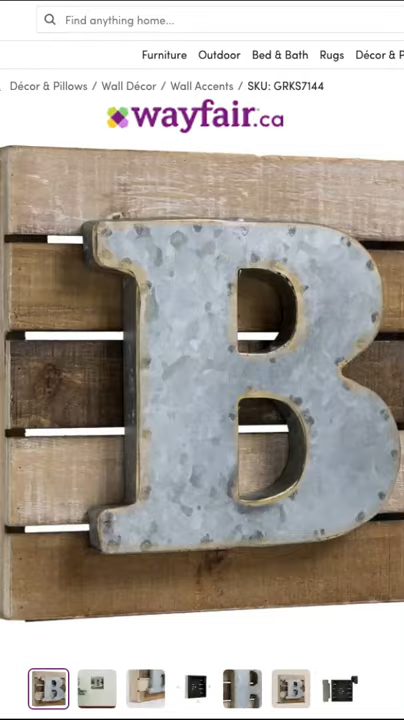 Find anything home...
Furniture Outdoor Bed & Bath Rugs Décor & P
Décor & Pillows / Wall Décor / Wall Accents / SKU: GRKS7144
wayfair.ca
B